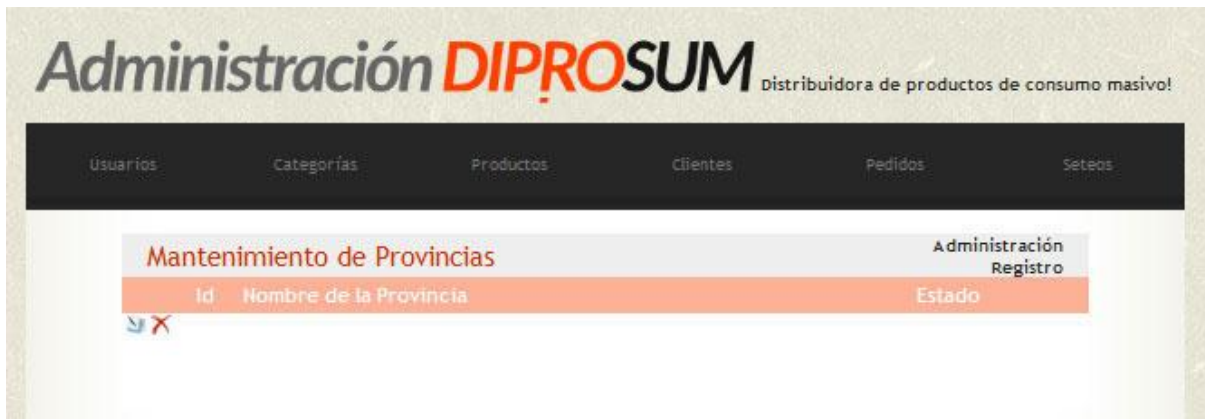 Administración DIPROSUM Distribuidora de productos de consumo masivo!
Usuarios Categorías Productos Clientes Pedidos Seteos
Mantenimiento de Provincias
Administración
Registro
Id Nombre de la Provincia Estado